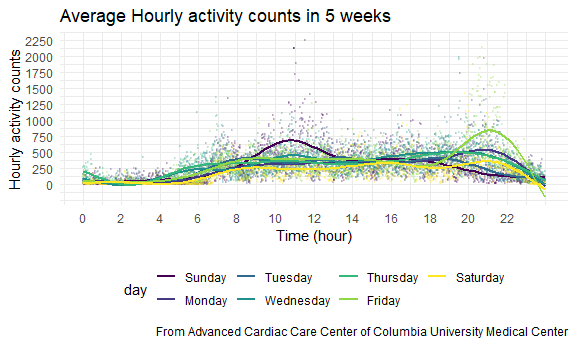 Average Hourly activity counts in 5 weeks
Hourly activity counts
2250
2000
1750
1500
1250
1000
750
500
250
0
0 2 4 6 8 10 12 14 16 18 20 22
Time (hour)
day
Sunday Tuesday Thursday Saturday
Monday Wednesday Friday
From Advanced Cardiac Care Center of Columbia University Medical Center